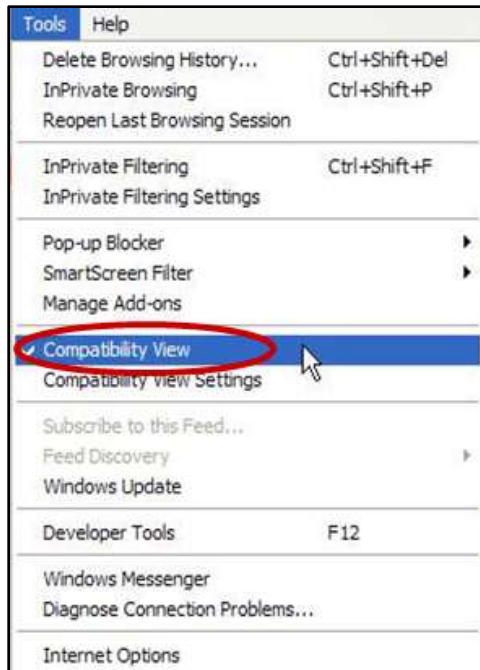 Tools Help
Delete Browsing History... Ctrl+Shift+Del
InPrivate Browsing Ctrl+Shift+P
Reopen Last Browsing Session
InPrivate Filtering Ctrl+Shift+F
InPrivate Filtering Settings
Pop-up Blocker
SmartScreen Filter
Manage Add-ons
Compatibility View
Compatibility View Settings
Subscribe to this Feed...
Feed Discovery
Windows Update
Developer Tools F12
Windows Messenger
Diagnose Connection Problems...
Internet Options